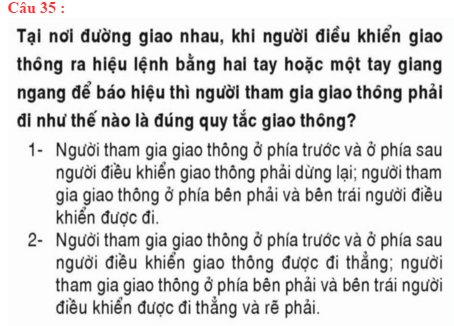 Câu 35 :
Tại nơi đường giao nhau, khi người điều khiển giao
thông ra hiệu lệnh bằng hai tay hoặc một tay giang
ngang để báo hiệu thì người tham gia giao thông phải
đi như thế nào là đúng quy tắc giao thông?
1- Người tham gia giao thông ở phía trước và ở phía sau
người điều khiển giao thông phải dừng lại; người tham
gia giao thông ở phía bên phải và bên trái người điều
khiển được đi.
2- Người tham gia giao thông ở phía trước và ở phía sau
người điều khiển giao thông được đi thẳng; người
tham gia giao thông ở phía bên phải và bên trái người
điều khiển được đi thẳng và rẽ phải.